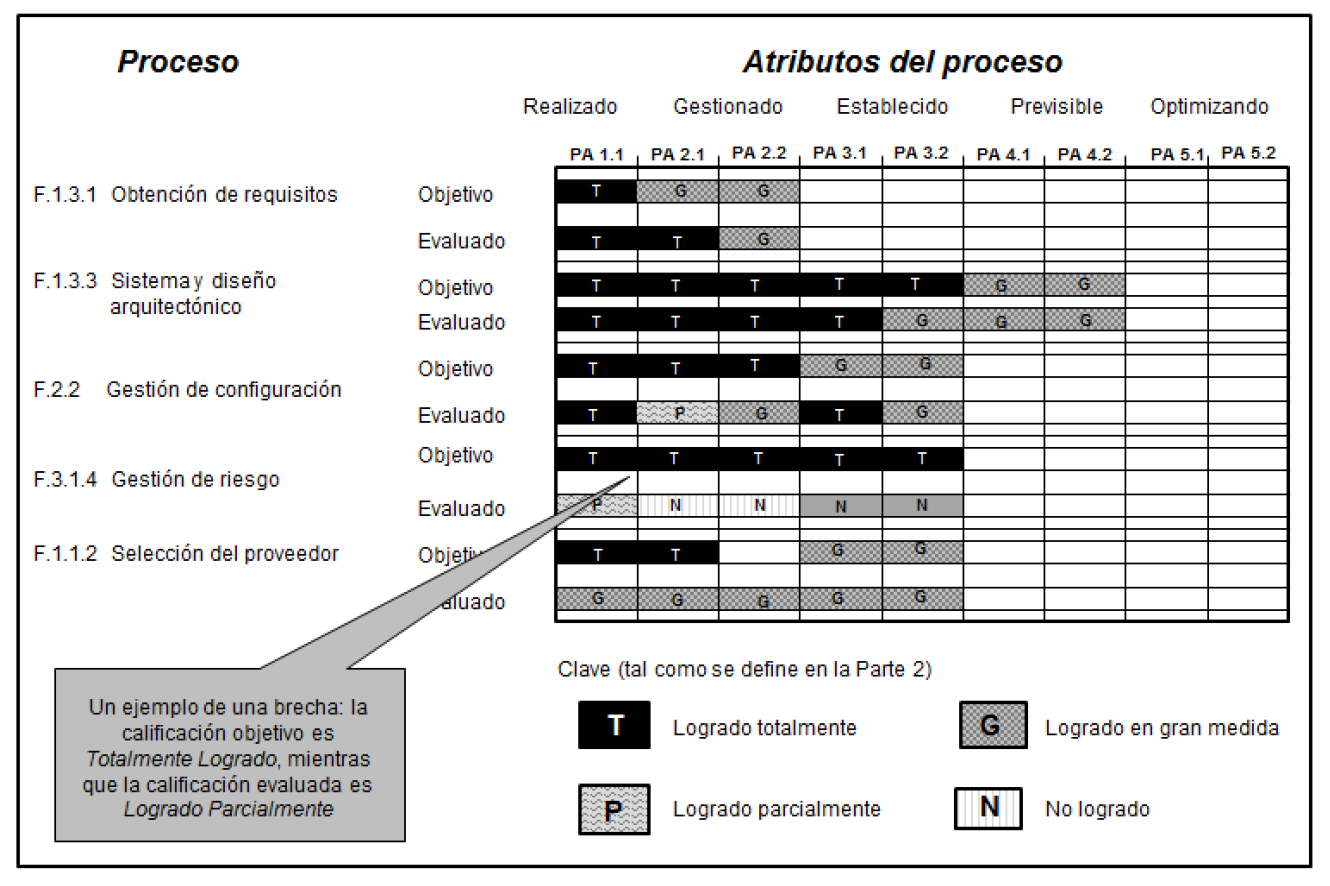 Proceso Atributos del proceso
Realizado Gestionado Establecido Previsible Optimizando
PA 1.1 PA 2.1 PA 2.2 PA 3.1 PA 3.2 PA 4.1 PA 4.2 PA 5.1 PA 5.2
F.1.3.1 Obtención de requisitos Objetivo T G G
Evaluado T T G
F.1.3.3 Sistema y diseño Objetivo T T T T T G G
arquitectónico
Evaluado T T T T G G G
Objetivo T T T G G
F.2.2 Gestión de configuración
Evaluado T P G T G
Objetivo T T T T T
F.3.1.4 Gestión de riesgo
Evaluado P N N N N
F.1.1.2 Selección del proveedor Objetivo T T G G
aluado G G G G G
Clave (tal como se define en la Parte 2)
T Logrado totalmente G Logrado en gran medida
P Logrado parcialmente N No logrado
Un ejemplo de una brecha: la
calificación objetivo es
Totalmente Logrado, mientras
que la calificación evaluada es
Logrado Parcialmente